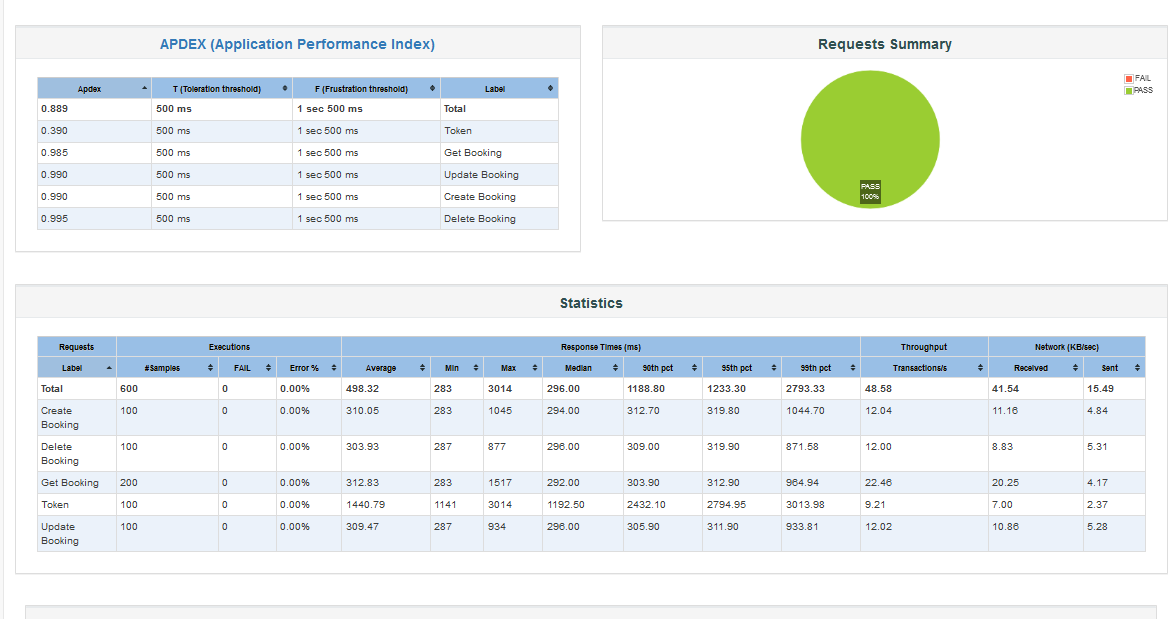 APDEX (Application Performance Index)
Apdex T (Toleration threshold) F (Frustration threshold) Label
0.889 500 ms 1 sec 500 ms Total
0.390 500 ms 1 sec 500 ms Token
0.985 500 ms 1 sec 500 ms Get Booking
0.990 500 ms 1 sec 500 ms Update Booking
0.990 500 ms 1 sec 500 ms Create Booking
0.995 500 ms 1 sec 500 ms Delete Booking
Requests Summary
FAIL
PASS
PASS
100%
Statistics
Requests Executions Response Times (ms) Throughput Network (KB/sec)
Label #Samples FAIL Error % Average Min Max Median 90th pct 95th pct 99th pct Transactions/s Received Sent
Total 600 0 0.00% 498.32 283 3014 296.00 1188.80 1233.30 2793.33 48.58 41.54 15.49
Create 100 0 0.00% 310.05 283 1045 294.00 312.70 319.80 1044.70 12.04 11.16 4.84
Booking
Delete 100 0 0.00% 303.93 287 877 296.00 309.00 319.90 871.58 12.00 8.83 5.31
Booking
Get Booking 200 0 0.00% 312.83 283 1517 292.00 303.90 312.90 964.94 22.46 20.25 4.17
Token 100 0 0.00% 1440.79 1141 3014 1192.50 2432.10 2794.95 3013.98 9.21 7.00 2.37
Update 100 0 0.00% 309.47 287 934 296.00 305.90 311.90 933.81 12.02 10.86 5.28
Booking